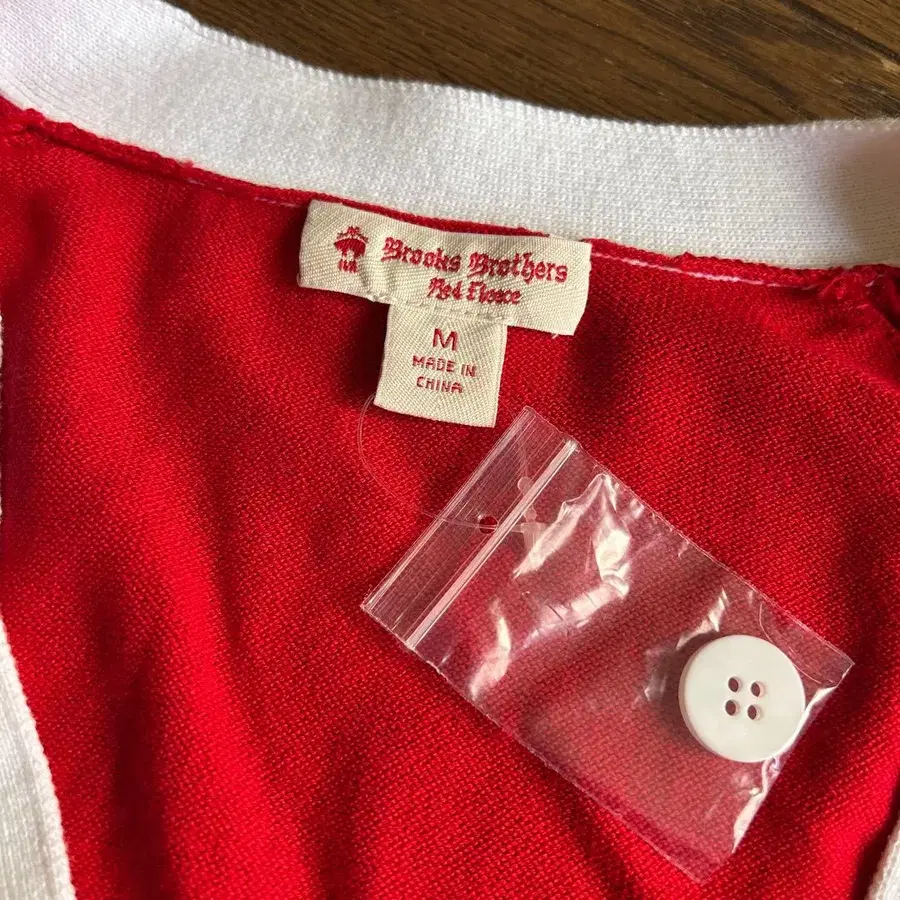 Brooks Brothers
Red Fleece
M
MADE IN
CHINA